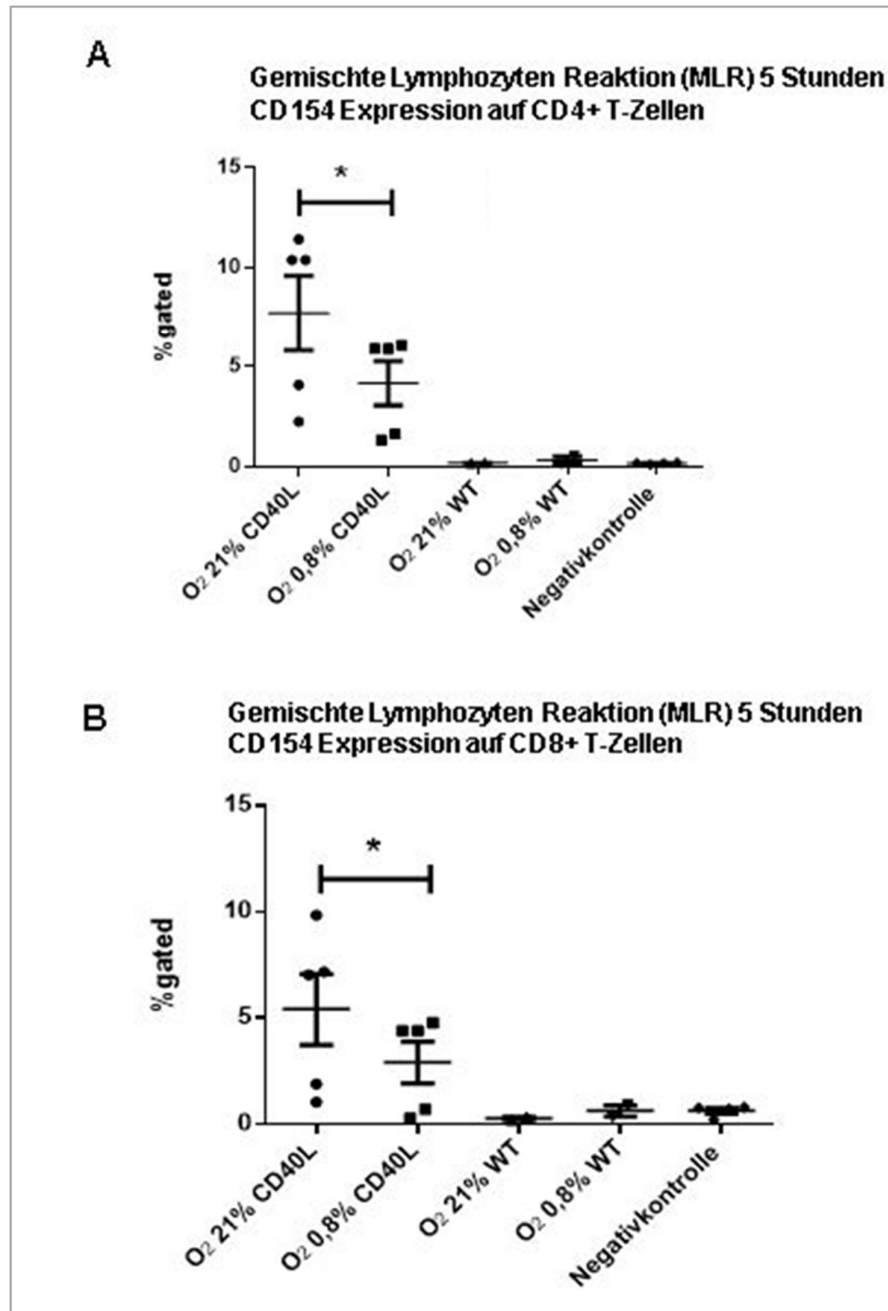 A
Gemischte Lymphozyten Reaktion (MLR) 5 Stunden
CD 154 Expression auf CD4+ T-Zellen
*
15
10
5
0
%gated
O₂ 21% CD40L
O₂ 0,8% CD40L
O₂ 21% WT
O₂ 0,8% WT
Negativkontrolle
B
Gemischte Lymphozyten Reaktion (MLR) 5 Stunden
CD 154 Expression auf CD8+ T-Zellen
*
15
10
5
0
%gated
O₂ 21% CD40L
O₂ 0,8% CD40L
O₂ 21% WT
O₂ 0,8% WT
Negativkontrolle